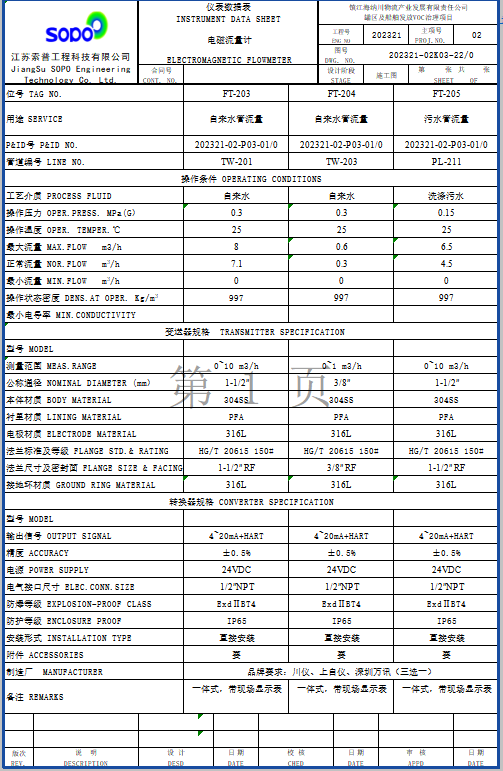 SOPO
江苏索普工程科技有限公司
JiangSu SOPO Engineering
Technology Co. Ltd.
仪表数据表
INSTRUMENT DATA SHEET
电磁流量计
ELECTROMAGNETIC FLOWMETER
合同号
CONT. NO.
镇江海纳川物流产业发展有限责任公司
罐区及船舶发放VOC治理项目
工程号 ENG NO 202321 主项号 PROJ.NO. 02
图号 DWG. NO. 202321-02E03-22/0
设计阶段 STAGE 施工图 第 张 共 张 SHEET OF
位号 TAG NO. FT-203 FT-204 FT-205
用途 SERVICE 自来水管流量 自来水管流量 污水管流量
P&ID号 P&ID NO. 202321-02-P03-01/0 202321-02-P03-01/0 202321-02-P03-01/0
管道编号 LINE NO. TW-201 TW-203 PL-211
操作条件 OPERATING CONDITIONS
工艺介质 PROCESS FLUID 自来水 自来水 洗涤污水
操作压力 OPER.PRESS. MPa(G) 0.3 0.3 0.15
操作温度 OPER. TEMPER.℃ 25 25 25
最大流量 MAX.FLOW m3/h 8 0.6 6.5
正常流量 NOR.FLOW m³/h 7.1 0.3 4.5
最小流量 MIN.FLOW m³/h 0 0 0
操作状态密度 DENS.AT OPER. Kg/m³ 997 997 997
最小电导率 MIN.CONDUCTIVITY
变送器规格 TRANSMITTER SPECIFICATION
型号 MODEL
测量范围 MEAS.RANGE 0~10 m3/h 0~1 m3/h 0~10 m3/h
公称通径 NOMINAL DIAMETER (mm) 1-1/2" 3/8" 1-1/2"
本体材质 BODY MATERIAL 304SS 304SS 304SS
衬里材质 LINING MATERIAL PFA PFA PFA
电极材质 ELECTRODE MATERIAL 316L 316L 316L
法兰标准及等级 FLANGE STD.& RATING HG/T 20615 150# HG/T 20615 150# HG/T 20615 150#
法兰尺寸及密封面 FLANGE SIZE & FACING 1-1/2"RF 3/8"RF 1-1/2"RF
接地环材质 GROUND RING MATERIAL 316L 316L 316L
第 1 页
转换器规格 CONVERTER SPECIFICATION
型号 MODEL
输出信号 OUTPUT SIGNAL 4~20mA+HART 4~20mA+HART 4~20mA+HART
精度 ACCURACY ±0.5% ±0.5% ±0.5%
电源 POWER SUPPLY 24VDC 24VDC 24VDC
电气接口尺寸 ELEC.CONN.SIZE 1/2"NPT 1/2"NPT 1/2"NPT
防爆等级 EXPLOSION-PROOF CLASS ExdⅡBT4 ExdⅡBT4 ExdⅡBT4
防护等级 ENCLOSURE PROOF IP65 IP65 IP65
安装形式 INSTALLATION TYPE 直接安装 直接安装 直接安装
附件 ACCESSORIES 要 要 要
制造厂 MANUFACTURER 品牌要求：川仪、上自仪、深圳万讯（三选一）
备注 REMARKS 一体式，带现场显示表 一体式，带现场显示表 一体式，带现场显示表
版次 说 明 设 计 日 期 校 核 日 期 审 核 日 期
REV. DESCRIPTION DESD DATE CHED DATE APPD DATE